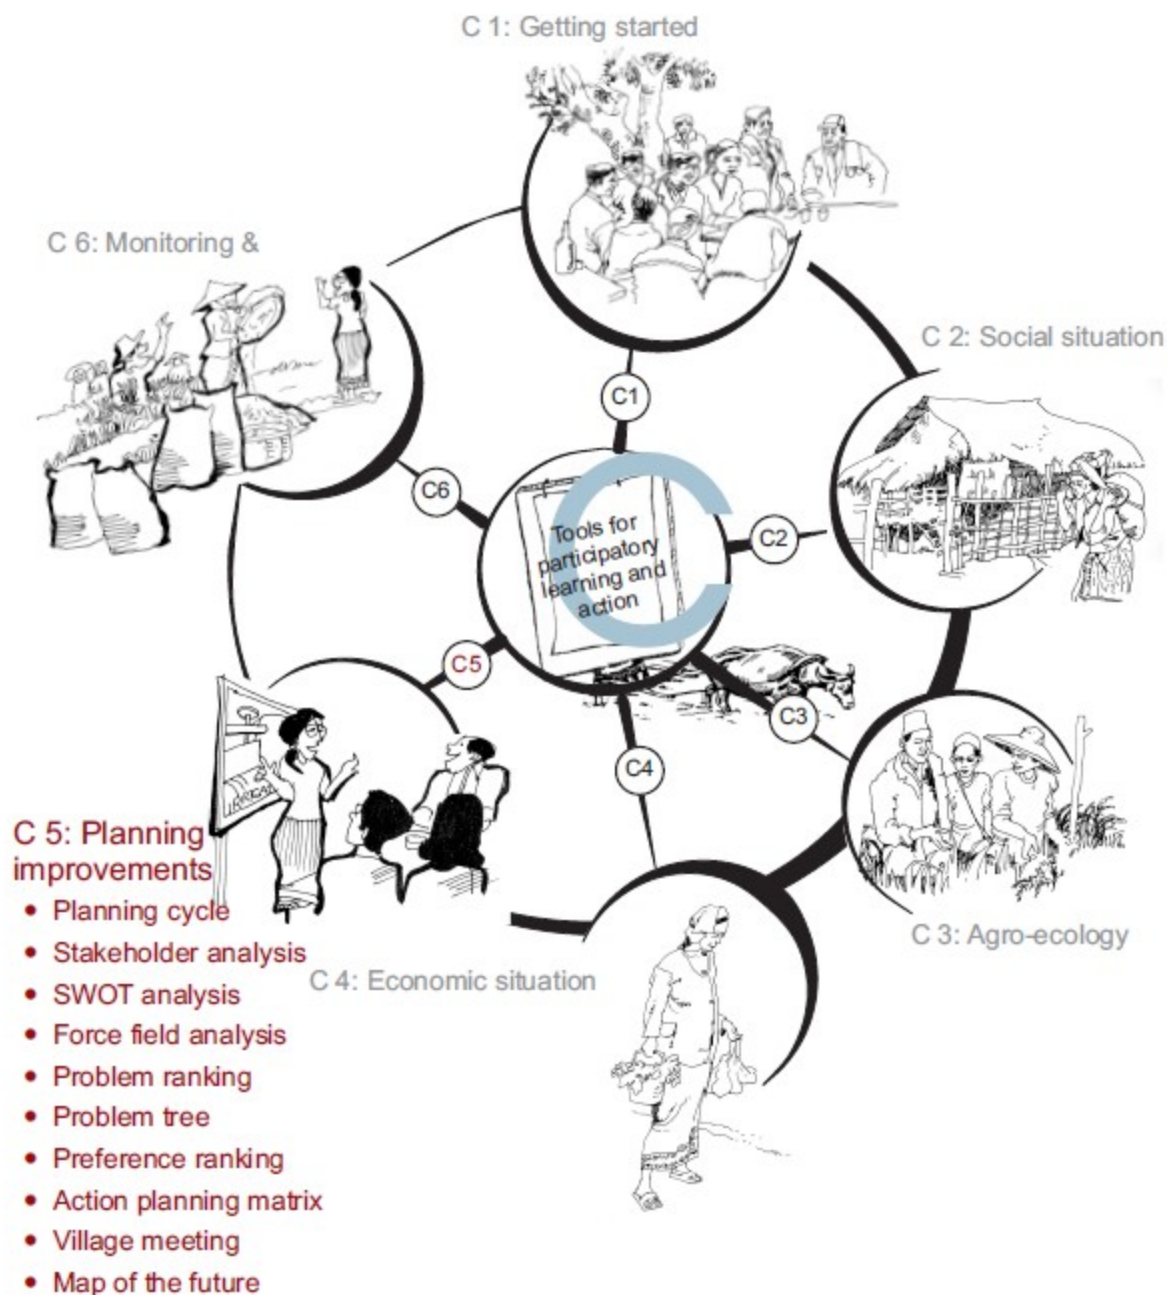 C 1: Getting started
C 6: Monitoring &
C 2: Social situation
C1
C6
C2
Tools for
participatory
learning and
action
C5
C3
C4
C 5: Planning
improvements
• Planning cycle
• Stakeholder analysis
• SWOT analysis
• Force field analysis
• Problem ranking
• Problem tree
• Preference ranking
• Action planning matrix
• Village meeting
• Map of the future
C 4: Economic situation
C 3: Agro-ecology